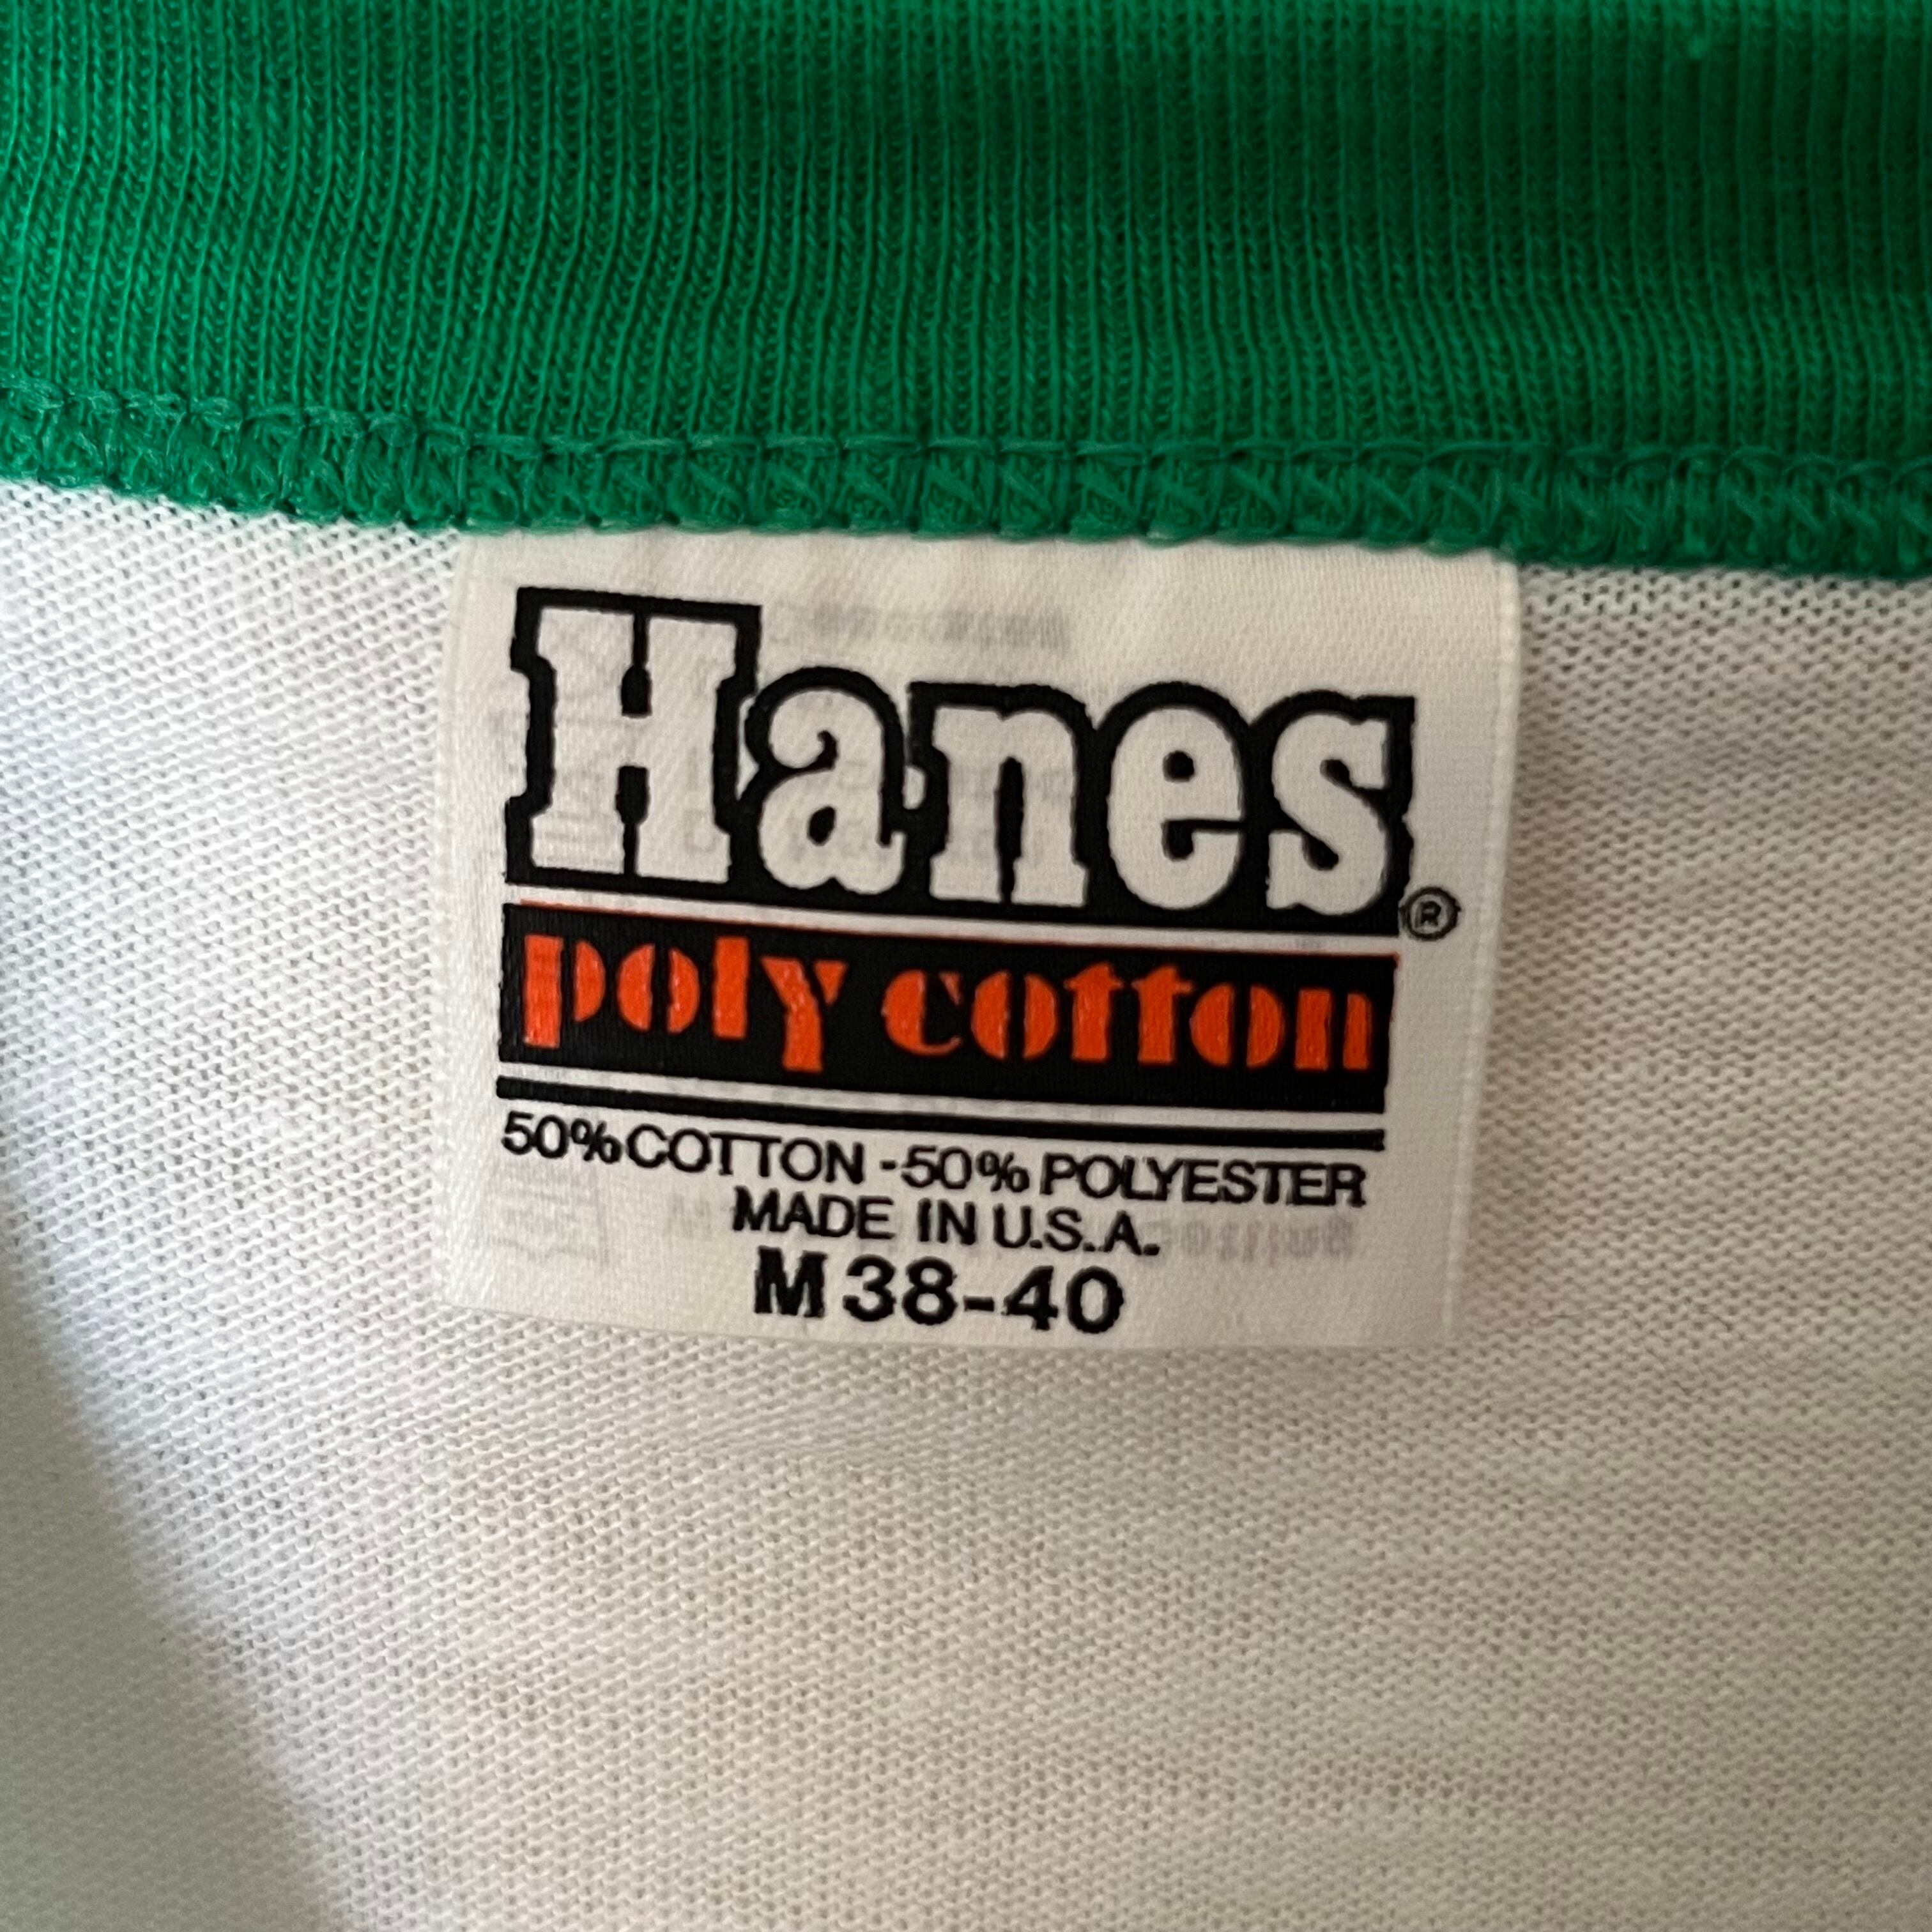 Hanes®
poly cotton
50% COTTON - 50% POLYESTER
MADE IN U.S.A.
M 38-40